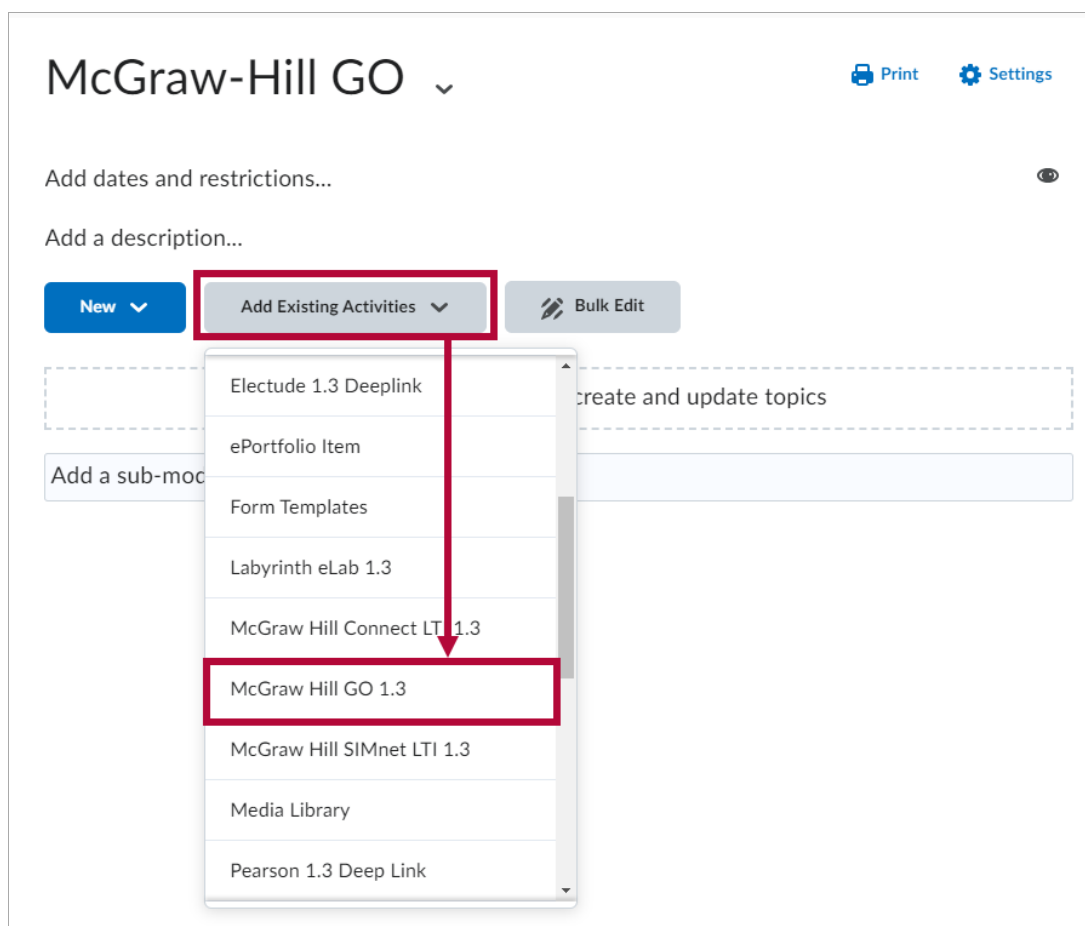 McGraw-Hill GO
Print
Settings
Add dates and restrictions...
Add a description...
New
Add Existing Activities
Bulk Edit
Electude 1.3 Deeplink
create and update topics
ePortfolio Item
Add a sub-mod
Form Templates
Labyrinth eLab 1.3
McGraw Hill Connect LTI 1.3
McGraw Hill GO 1.3
McGraw Hill SIMnet LTI 1.3
Media Library
Pearson 1.3 Deep Link